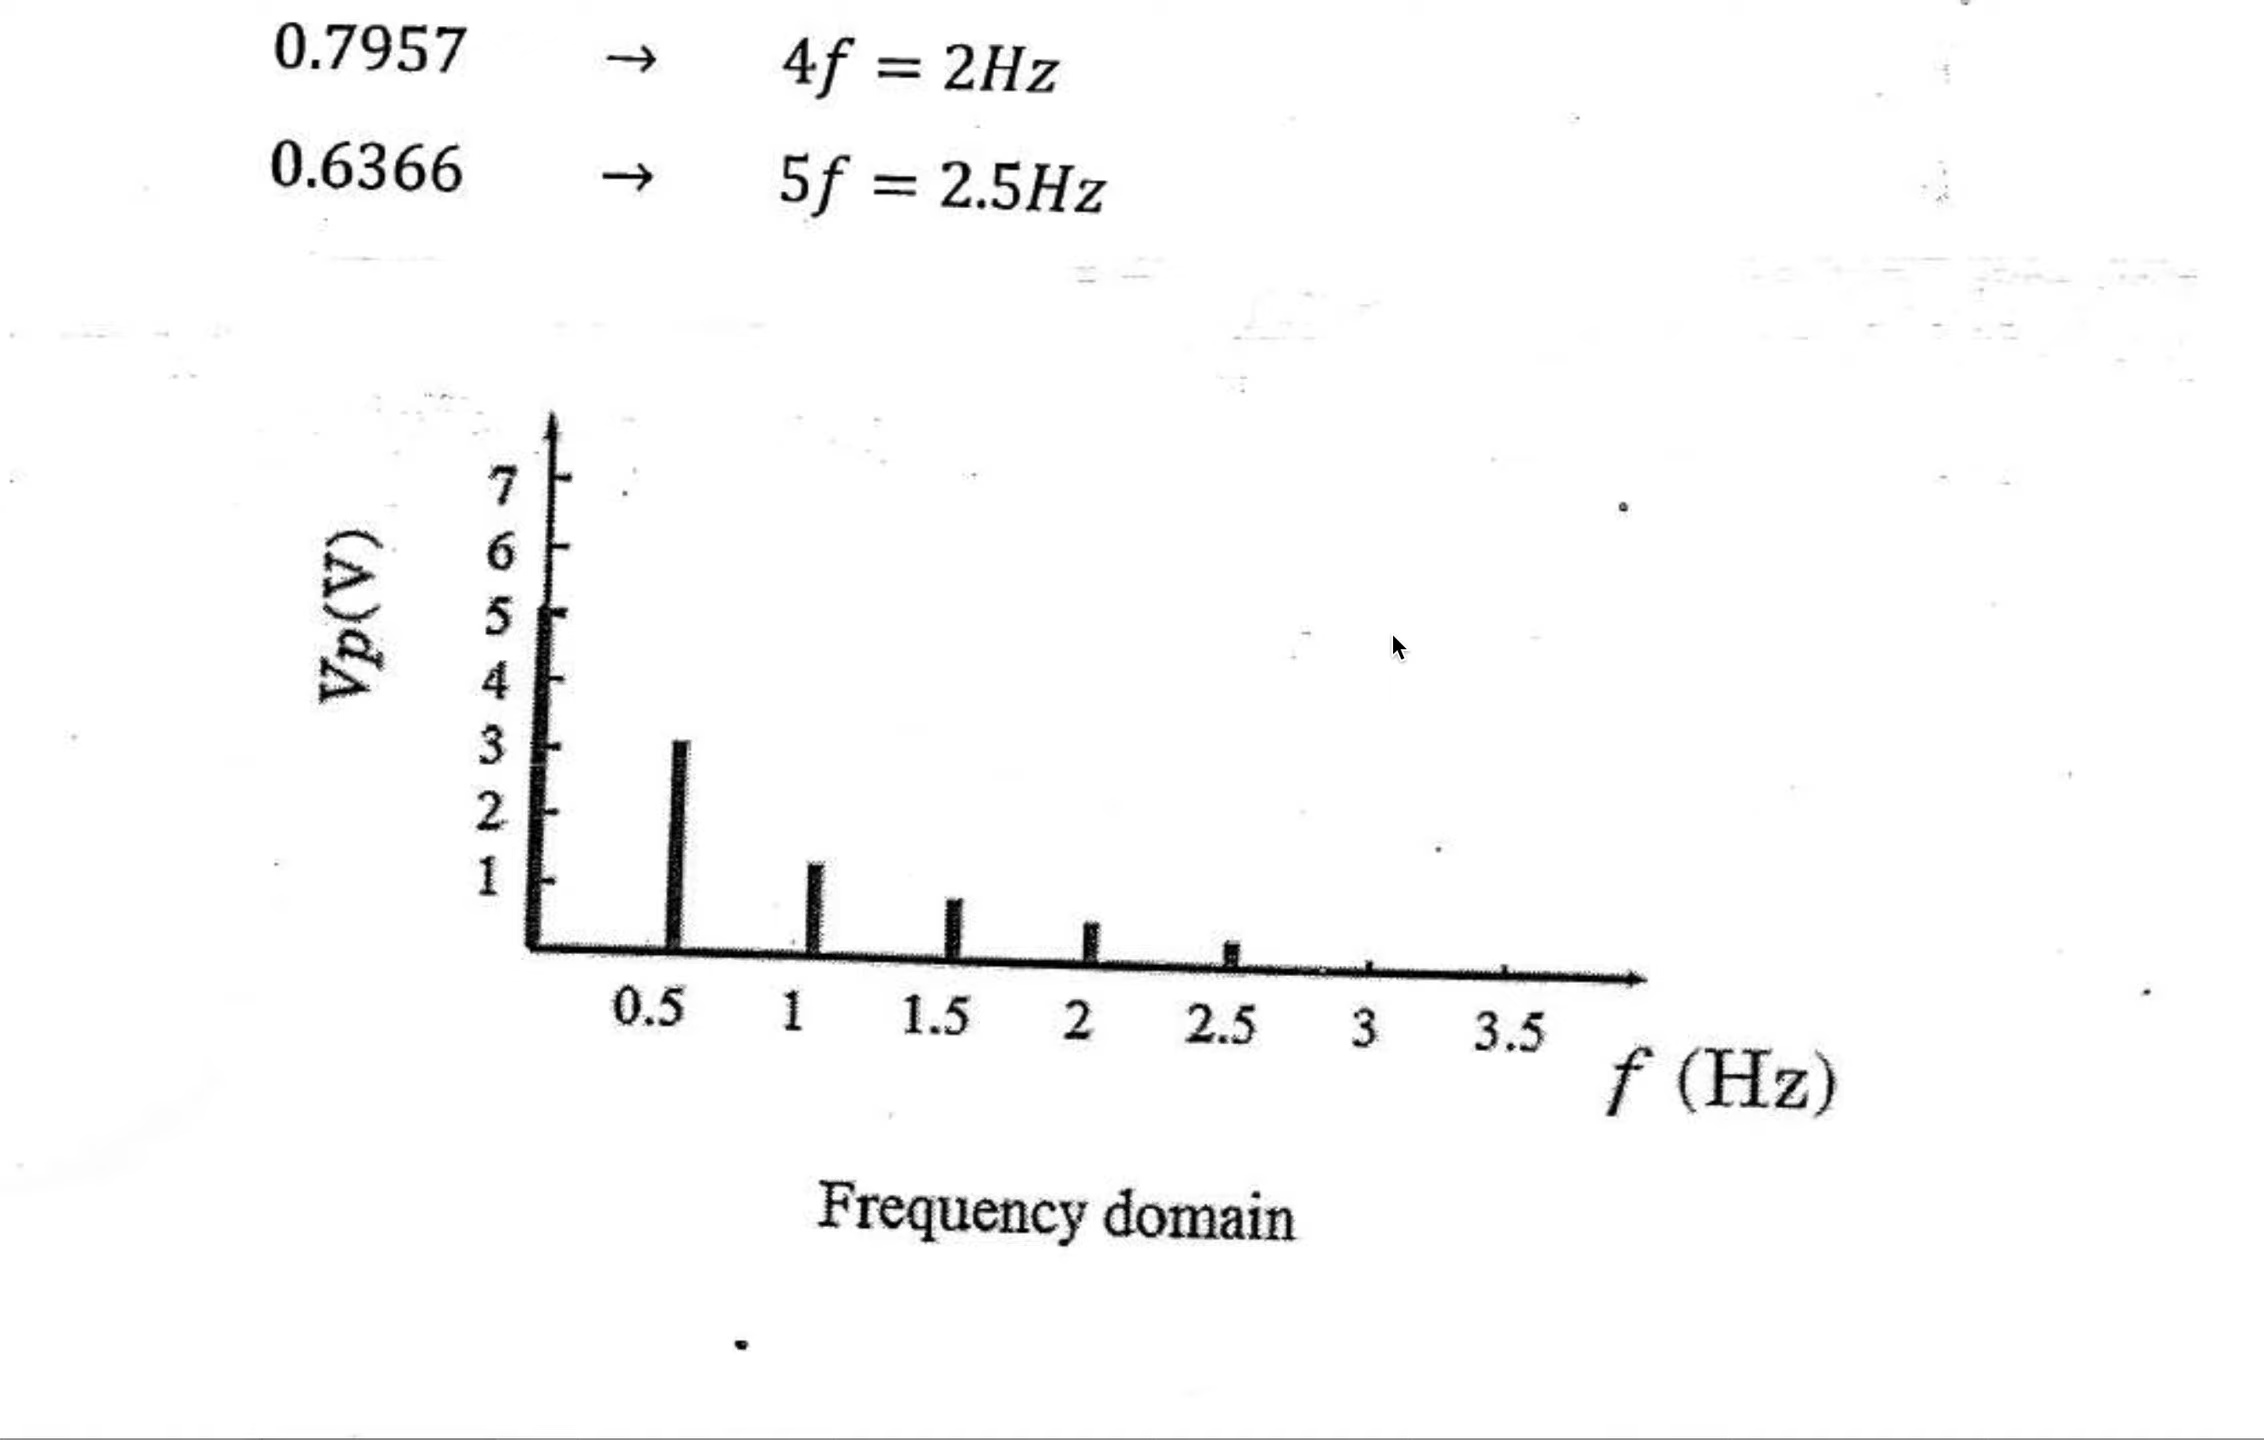 0.7957 → 4f = 2Hz
0.6366 → 5f = 2.5Hz
7
6
5
4
3
2
1
Vp(V)
0.5 1 1.5 2 2.5 3 3.5
f (Hz)
Frequency domain